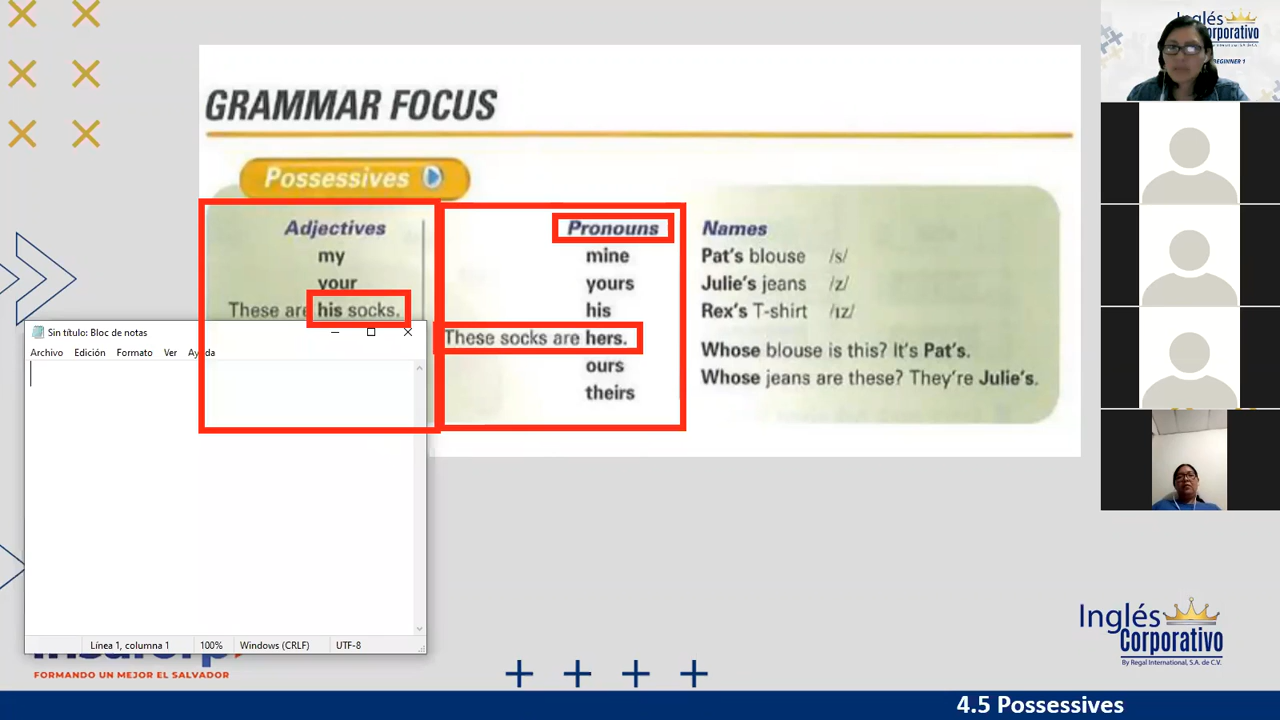 Inglés
Corporativo
BEGINNER 1
GRAMMAR FOCUS
Possessives
Adjectives
my
your
These are his socks.
Pronouns
mine
yours
his
These socks are hers.
ours
theirs
Names
Pat's blouse /s/
Julie's jeans /z/
Rex's T-shirt /ɪz/
Whose blouse is this? It's Pat's.
Whose jeans are these? They're Julie's.
Sin título: Bloc de notas
Archivo Edición Formato Ver Ayuda
Línea 1, columna 1 100% Windows (CRLF) UTF-8
FORMANDO UN MEJOR EL SALVADOR
Inglés
Corporativo
By Regal International, S.A. de C.V.
4.5 Possessives